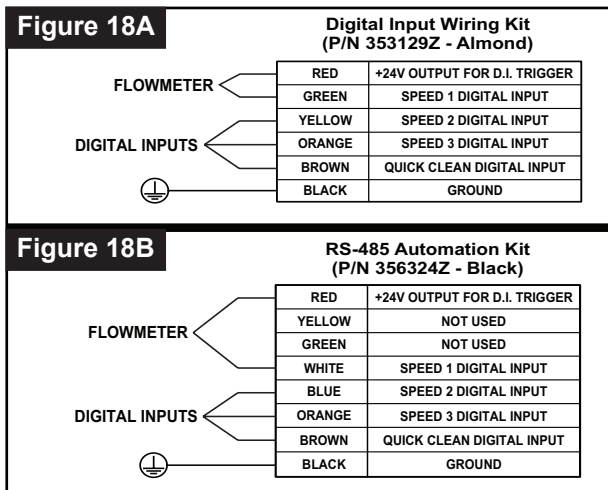 Figure 18A
Digital Input Wiring Kit
(P/N 353129Z - Almond)
FLOWMETER
DIGITAL INPUTS
RED +24V OUTPUT FOR D.I. TRIGGER
GREEN SPEED 1 DIGITAL INPUT
YELLOW SPEED 2 DIGITAL INPUT
ORANGE SPEED 3 DIGITAL INPUT
BROWN QUICK CLEAN DIGITAL INPUT
BLACK GROUND
Figure 18B
RS-485 Automation Kit
(P/N 356324Z - Black)
FLOWMETER
DIGITAL INPUTS
RED +24V OUTPUT FOR D.I. TRIGGER
YELLOW NOT USED
GREEN NOT USED
WHITE SPEED 1 DIGITAL INPUT
BLUE SPEED 2 DIGITAL INPUT
ORANGE SPEED 3 DIGITAL INPUT
BROWN QUICK CLEAN DIGITAL INPUT
BLACK GROUND